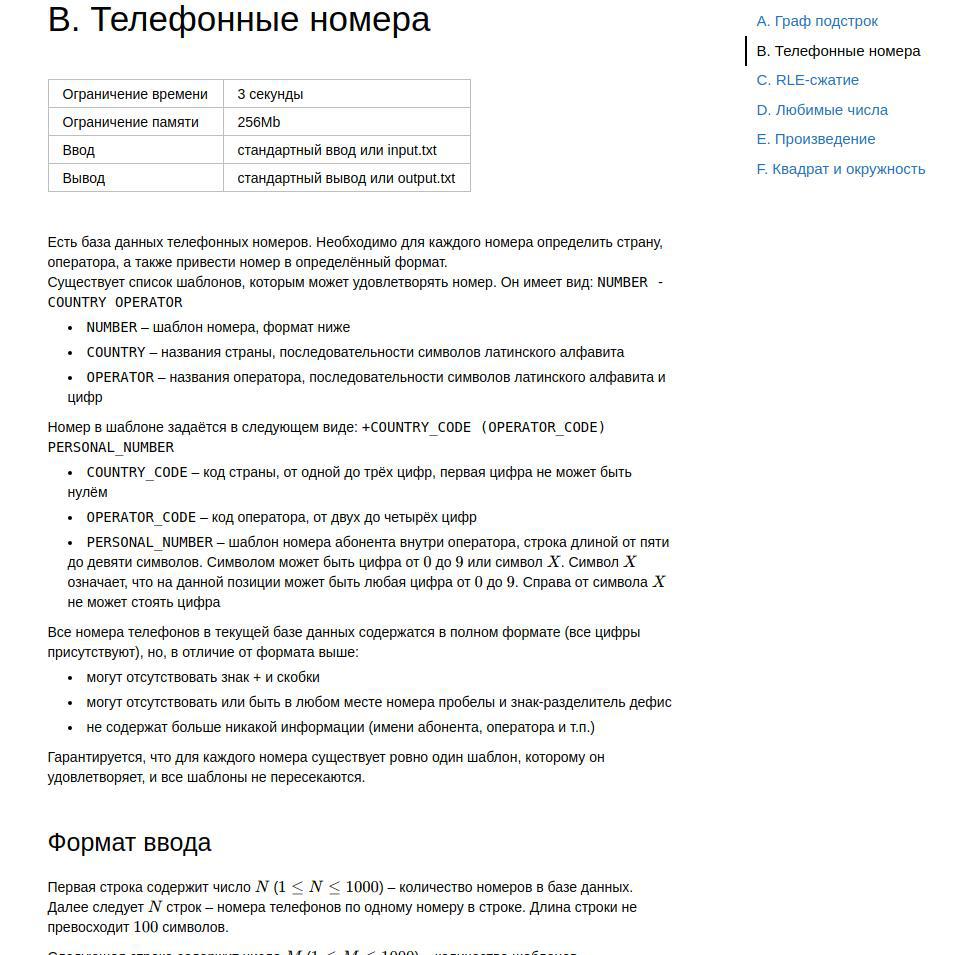 B. Телефонные номера
Ограничение времени 3 секунды
Ограничение памяти 256Mb
Ввод стандартный ввод или input.txt
Вывод стандартный вывод или output.txt
Есть база данных телефонных номеров. Необходимо для каждого номера определить страну,
оператора, а также привести номер в определённый формат.
Существует список шаблонов, которым может удовлетворять номер. Он имеет вид: NUMBER -
COUNTRY OPERATOR
• NUMBER – шаблон номера, формат ниже
• COUNTRY – названия страны, последовательности символов латинского алфавита
• OPERATOR – названия оператора, последовательности символов латинского алфавита и
цифр
Номер в шаблоне задаётся в следующем виде: +COUNTRY_CODE (OPERATOR_CODE)
PERSONAL_NUMBER
• COUNTRY_CODE – код страны, от одной до трёх цифр, первая цифра не может быть
нулём
• OPERATOR_CODE – код оператора, от двух до четырёх цифр
• PERSONAL_NUMBER – шаблон номера абонента внутри оператора, строка длиной от пяти
до девяти символов. Символом может быть цифра от 0 до 9 или символ X. Символ X
означает, что на данной позиции может быть любая цифра от 0 до 9. Справа от символа X
не может стоять цифра
Все номера телефонов в текущей базе данных содержатся в полном формате (все цифры
присутствуют), но, в отличие от формата выше:
• могут отсутствовать знак + и скобки
• могут отсутствовать или быть в любом месте номера пробелы и знак-разделитель дефис
• не содержат больше никакой информации (имени абонента, оператора и т.п.)
Гарантируется, что для каждого номера существует ровно один шаблон, которому он
удовлетворяет, и все шаблоны не пересекаются.
Формат ввода
Первая строка содержит число N (1 ≤ N ≤ 1000) – количество номеров в базе данных.
Далее следует N строк – номера телефонов по одному номеру в строке. Длина строки не
превосходит 100 символов.
Следующая строка содержит число M (1 ≤ M ≤ 1000) – количество шаблонов.
A. Граф подстрок
B. Телефонные номера
C. RLE-сжатие
D. Любимые числа
E. Произведение
F. Квадрат и окружность